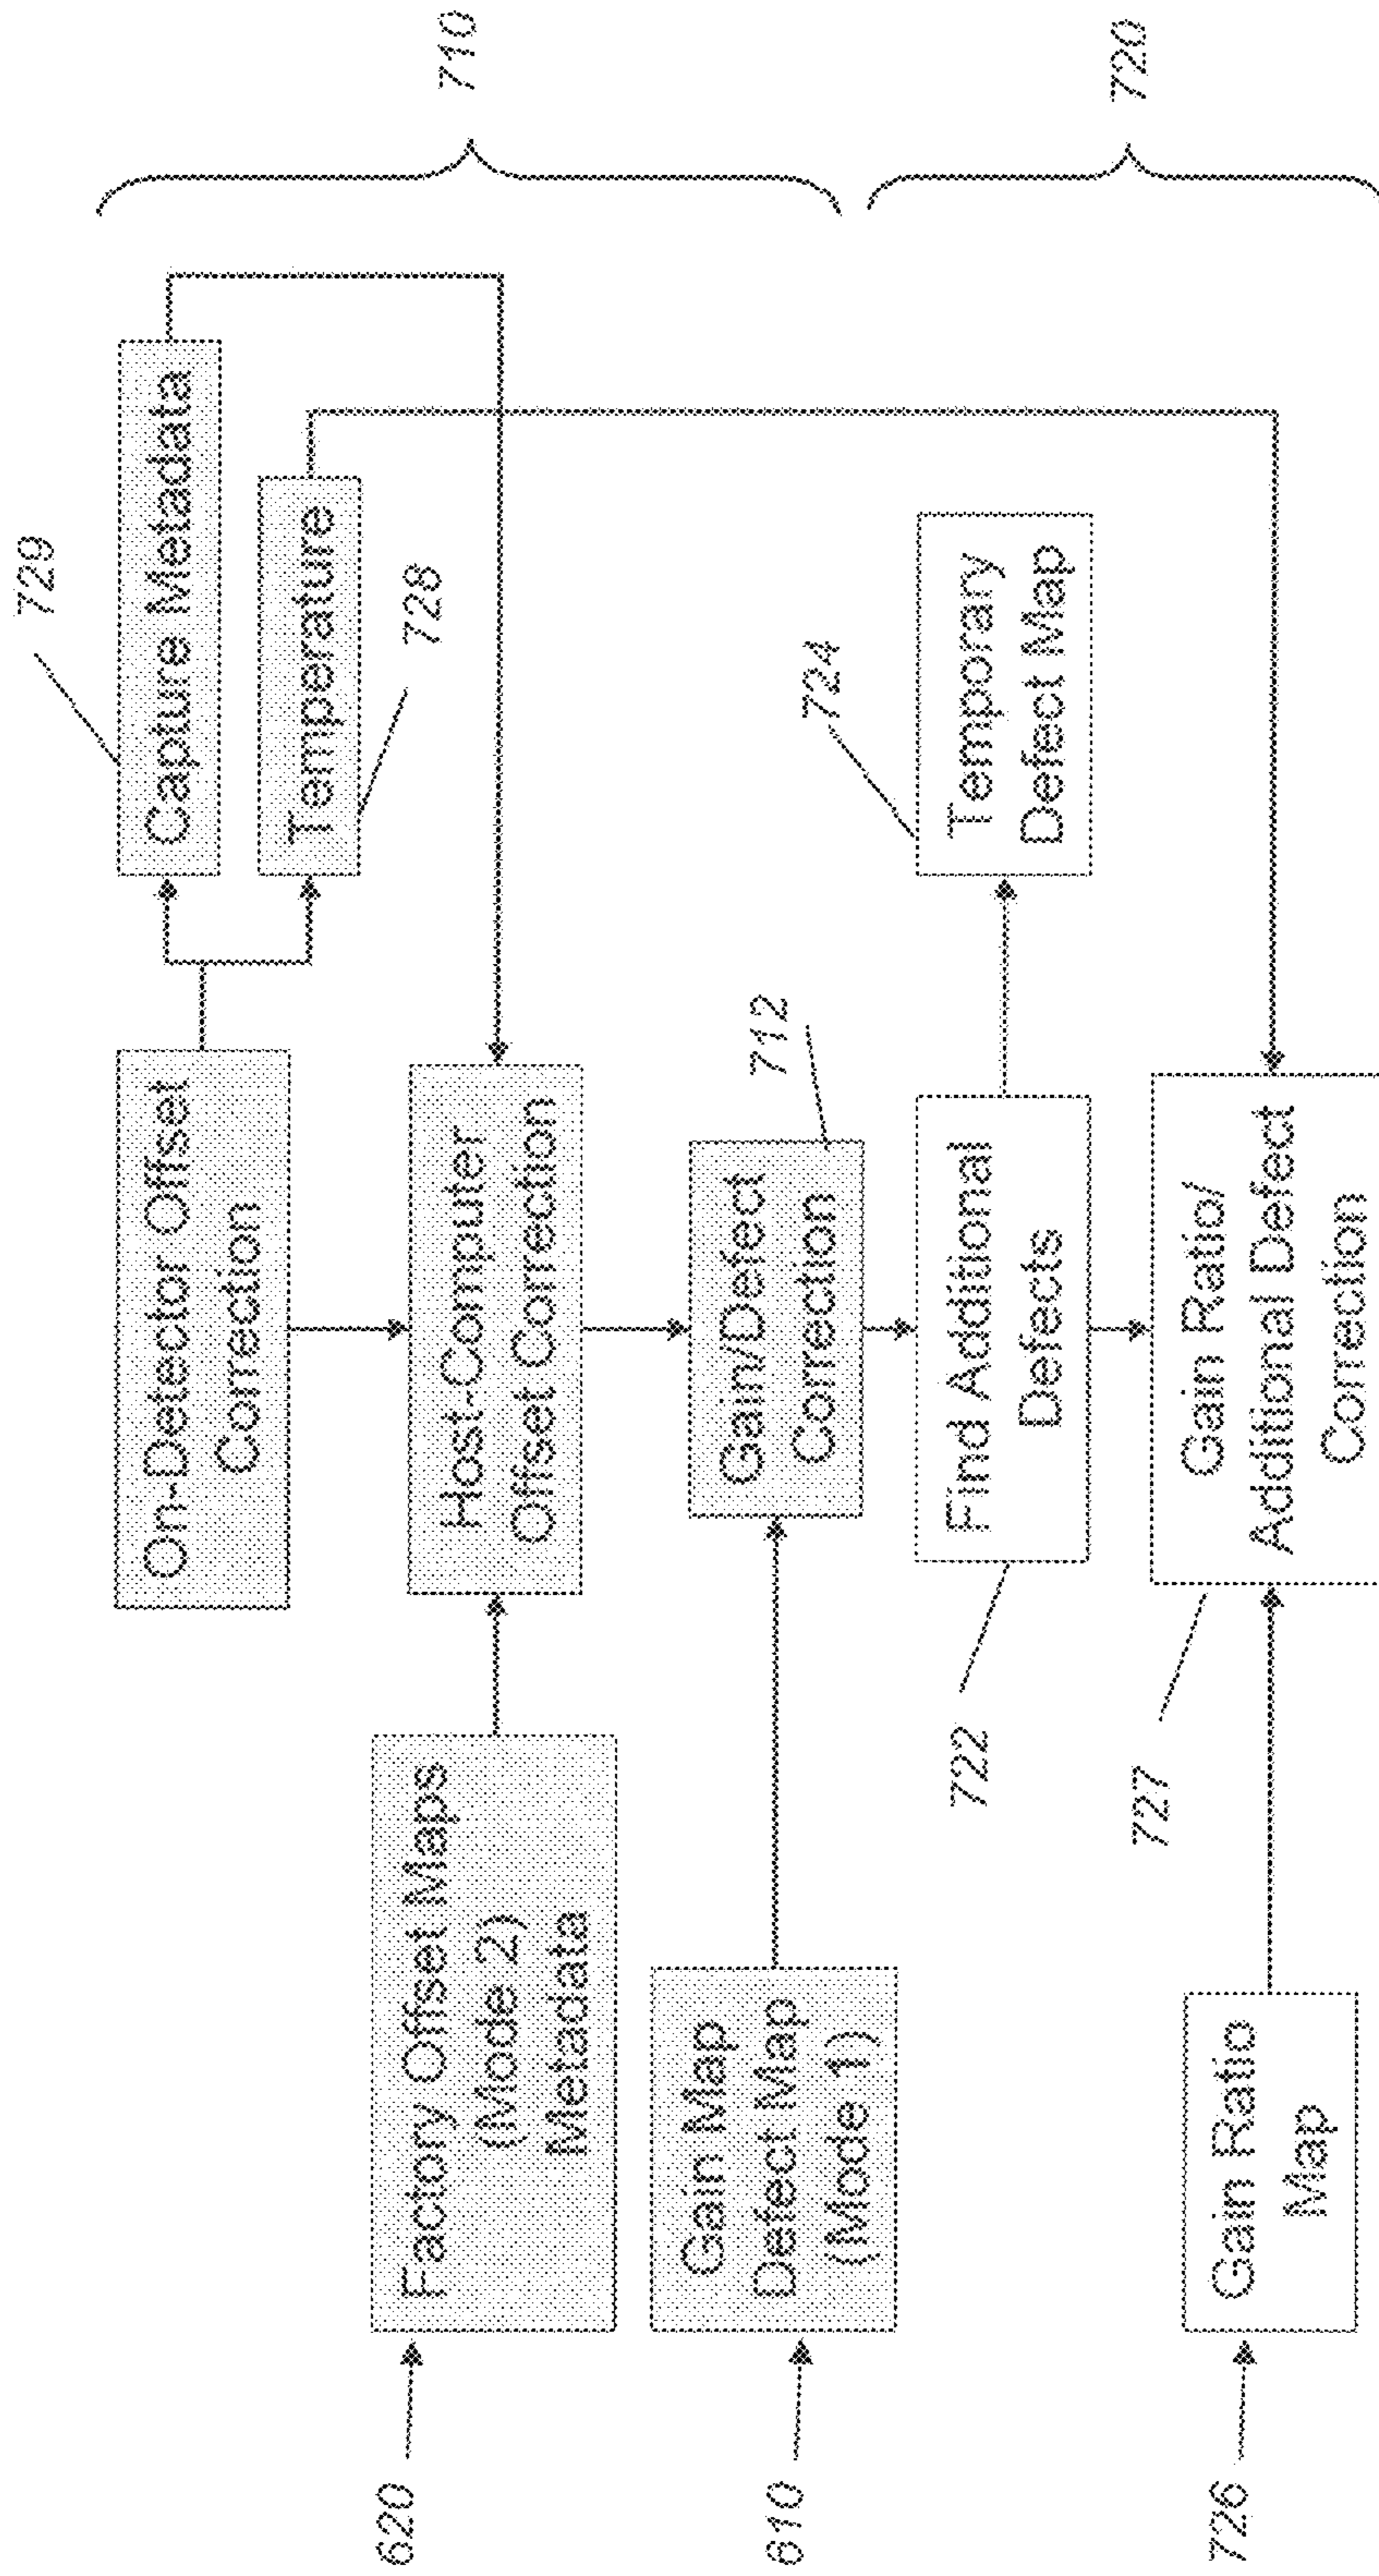 On-Detector Offset
Correction
729
Capture Metadata
Temperature
728
710
620
Factory Offset Maps
(Mode 2)
Metadata
Host-Computer
Offset Correction
610
Gain Map
Defect Map
(Mode 1)
Gain/Defect
Correction
712
722
Find Additional
Defects
724
Temporary
Defect Map
720
726
Gain Ratio
Map
727
Gain Ratio/
Additional Defect
Correction